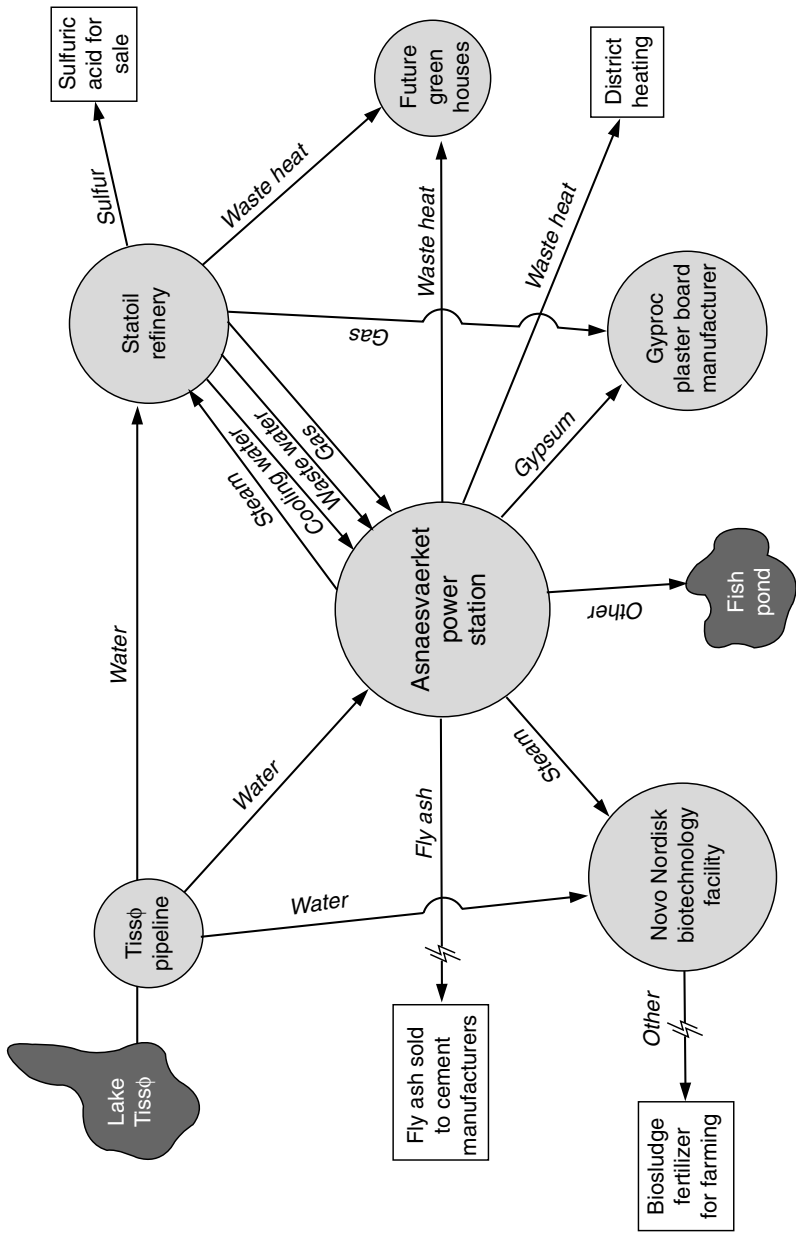 Lake
Tissϕ
Tissϕ
pipeline
Water
Statoil
refinery
Sulfur
Sulfuric
acid for
sale
Waste heat
Future
green
houses
Water
Steam
Cooling water
Waste water
Gas
Gas
Water
Fly ash sold
to cement
manufacturers
Fly ash
Asnaesvaerket
power
station
Waste heat
Waste heat
District
heating
Steam
Other
Gypsum
Biosludge
fertilizer
for farming
Other
Novo Nordisk
biotechnology
facility
Fish
pond
Gyproc
plaster board
manufacturer